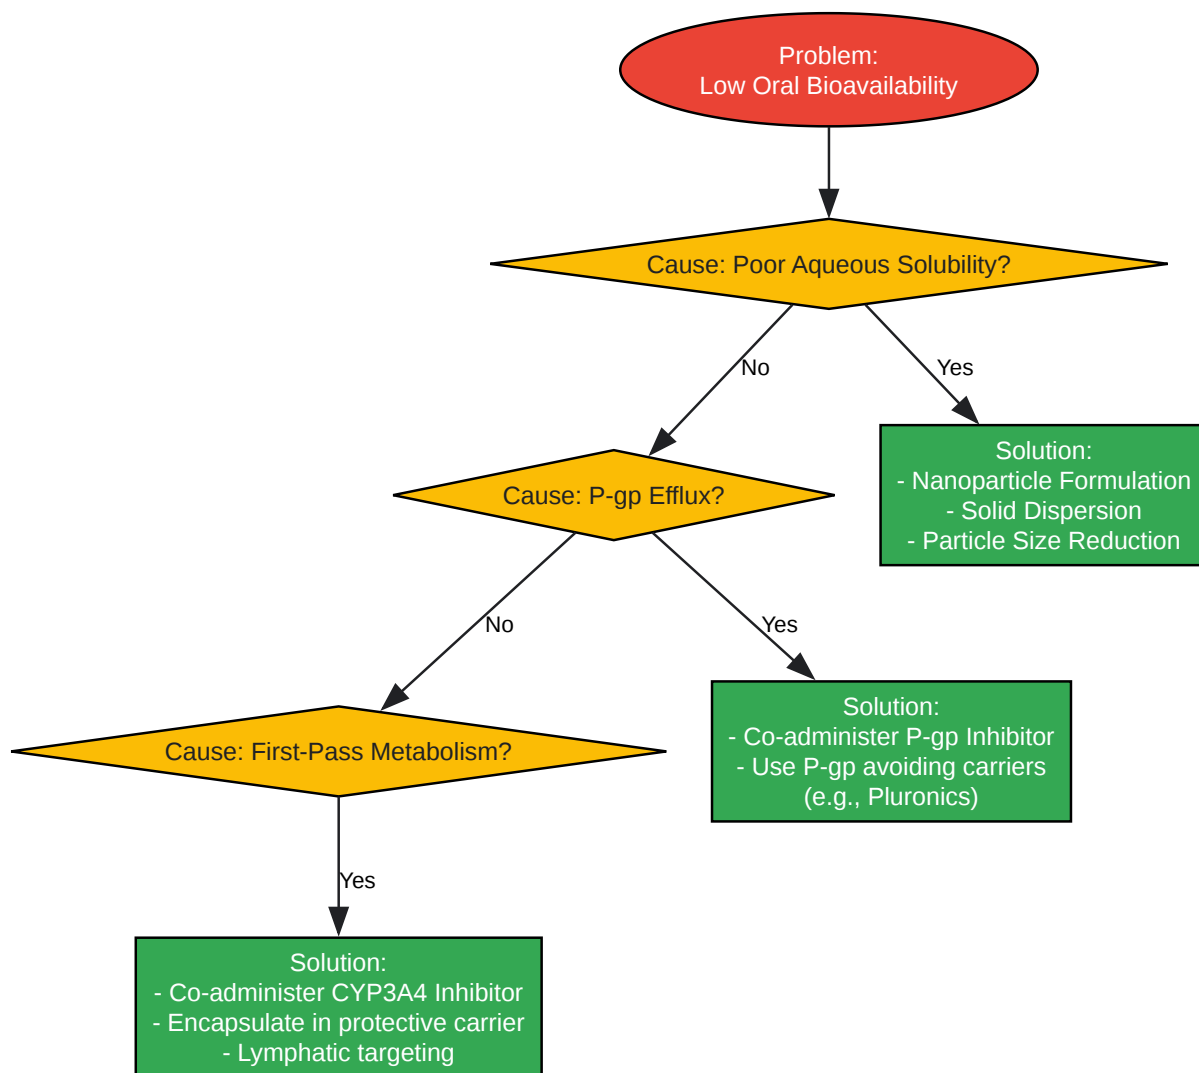 Problem:
Low Oral Bioavailability
Cause: Poor Aqueous Solubility?
No
Yes
Solution:
- Nanoparticle Formulation
- Solid Dispersion
- Particle Size Reduction
Cause: P-gp Efflux?
No
Yes
Solution:
- Co-administer P-gp Inhibitor
- Use P-gp avoiding carriers
(e.g., Pluronics)
Cause: First-Pass Metabolism?
Yes
Solution:
- Co-administer CYP3A4 Inhibitor
- Encapsulate in protective carrier
- Lymphatic targeting